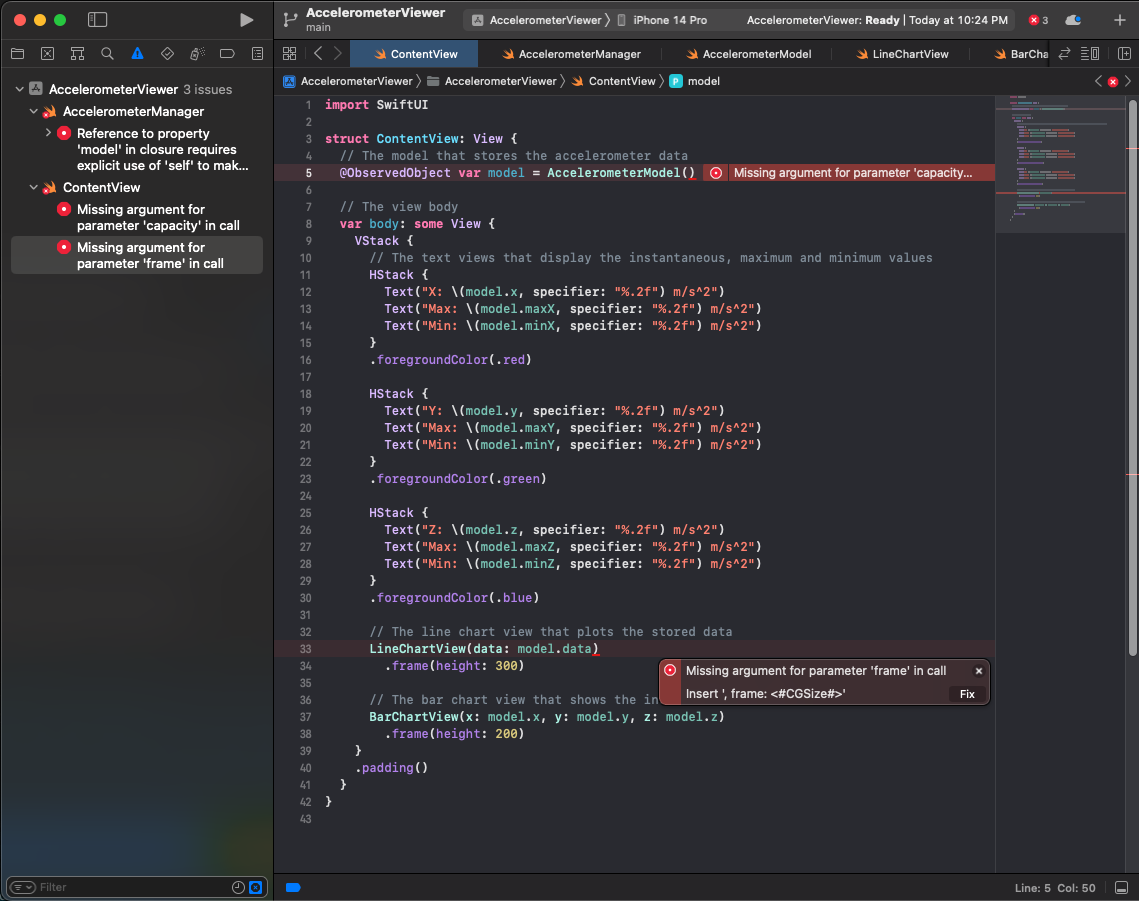 AccelerometerViewer
main
AccelerometerViewer
iPhone 14 Pro
AccelerometerViewer: Ready | Today at 10:24 PM
3
ContentView
AccelerometerManager
AccelerometerModel
LineChartView
BarCha
AccelerometerViewer
AccelerometerViewer
ContentView
P model
AccelerometerViewer 3 issues
AccelerometerManager
Reference to property
'model' in closure requires
explicit use of 'self' to mak...
ContentView
Missing argument for
parameter 'capacity' in call
Missing argument for
parameter 'frame' in call
Filter
1 import SwiftUI
2
3 struct ContentView: View {
4 // The model that stores the accelerometer data
5 @ObservedObject var model = AccelerometerModel()
Missing argument for parameter 'capacity...
6
7 // The view body
8 var body: some View {
9 VStack {
10 // The text views that display the instantaneous, maximum and minimum values
11 HStack {
12 Text("X: \(model.x, specifier: "%.2f") m/s^2")
13 Text("Max: \(model.maxX, specifier: "%.2f") m/s^2")
14 Text("Min: \(model.minX, specifier: "%.2f") m/s^2")
15 }
16 .foregroundColor(.red)
17
18 HStack {
19 Text("Y: \(model.y, specifier: "%.2f") m/s^2")
20 Text("Max: \(model.maxY, specifier: "%.2f") m/s^2")
21 Text("Min: \(model.minY, specifier: "%.2f") m/s^2")
22 }
23 .foregroundColor(.green)
24
25 HStack {
26 Text("Z: \(model.z, specifier: "%.2f") m/s^2")
27 Text("Max: \(model.maxZ, specifier: "%.2f") m/s^2")
28 Text("Min: \(model.minZ, specifier: "%.2f") m/s^2")
29 }
30 .foregroundColor(.blue)
31
32 // The line chart view that plots the stored data
33 LineChartView(data: model.data)
34 .frame(height: 300)
Missing argument for parameter 'frame' in call
Insert ', frame: <#CGSize#>'
Fix
35
36 // The bar chart view that shows the in
37 BarChartView(x: model.x, y: model.y, z: model.z)
38 .frame(height: 200)
39 }
40 .padding()
41 }
42 }
43
Line: 5 Col: 50